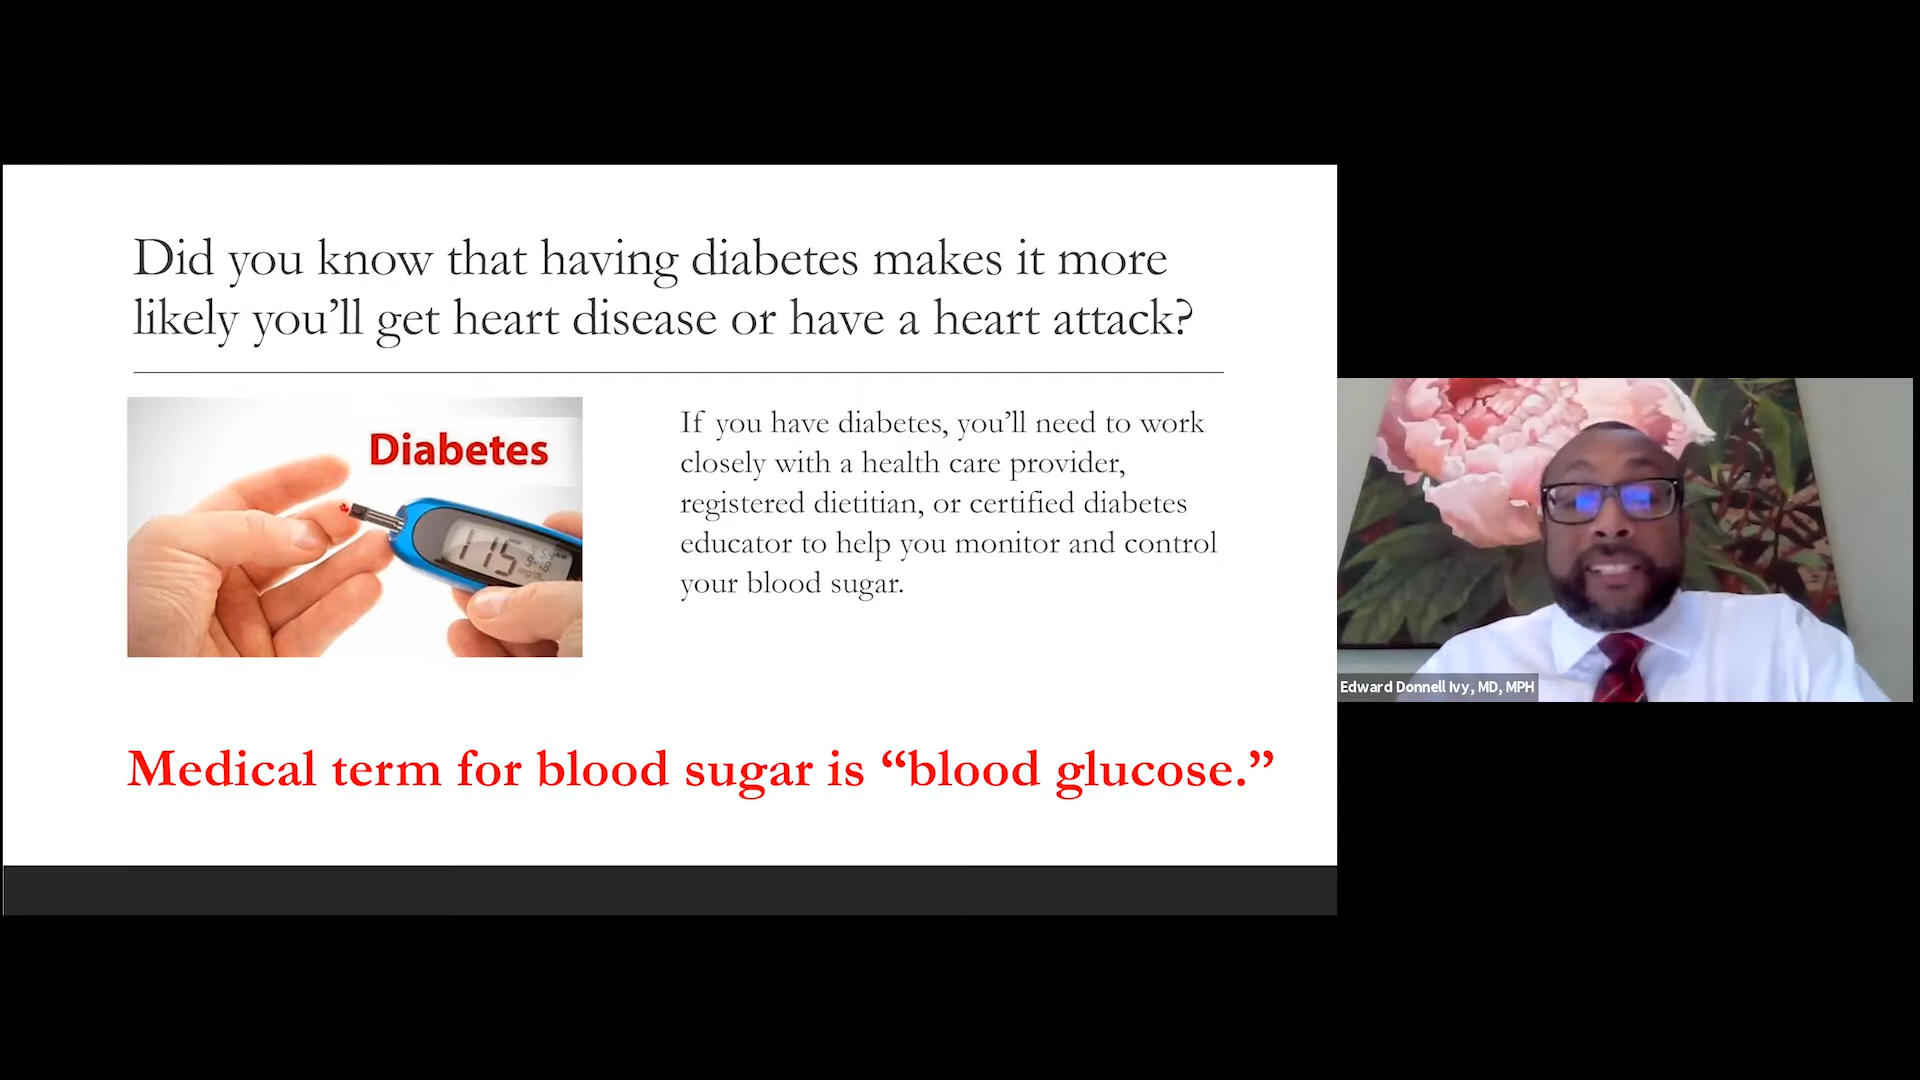 Did you know that having diabetes makes it more
likely you’ll get heart disease or have a heart attack?
Diabetes
115
If you have diabetes, you’ll need to work
closely with a health care provider,
registered dietitian, or certified diabetes
educator to help you monitor and control
your blood sugar.
Edward Donnell Ivy, MD, MPH
Medical term for blood sugar is “blood glucose.”